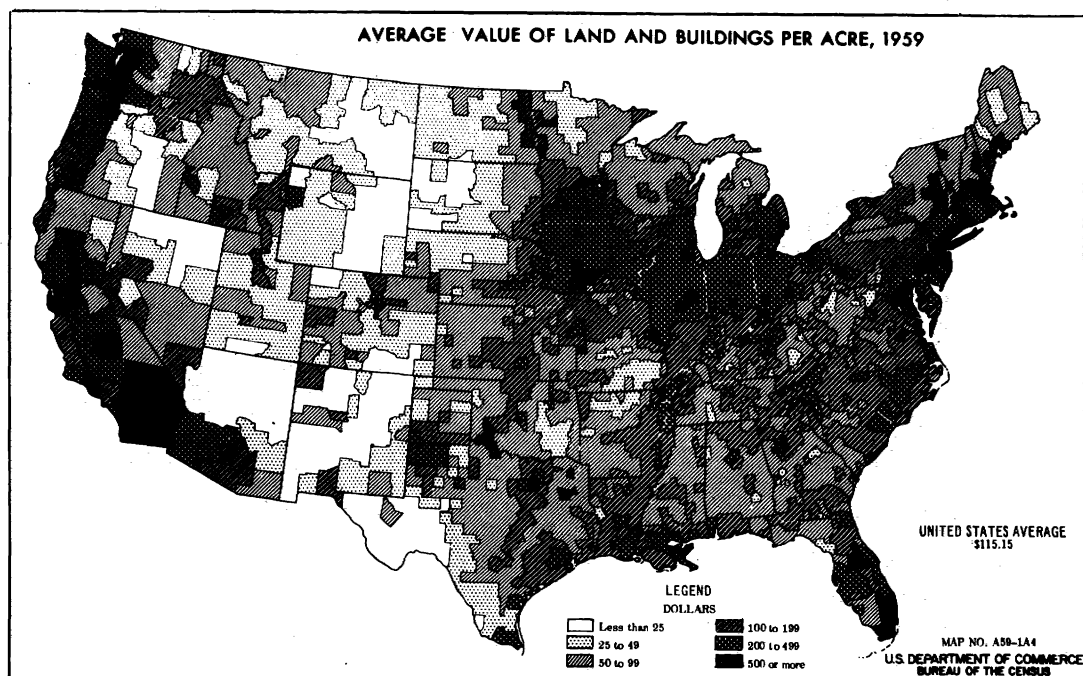 AVERAGE VALUE OF LAND AND BUILDINGS PER ACRE, 1959
UNITED STATES AVERAGE
$115.15
LEGEND
DOLLARS
Less than 25
25 to 49
50 to 99
100 to 199
200 to 499
500 or more
MAP NO. A59-1A4
U.S. DEPARTMENT OF COMMERCE
BUREAU OF THE CENSUS